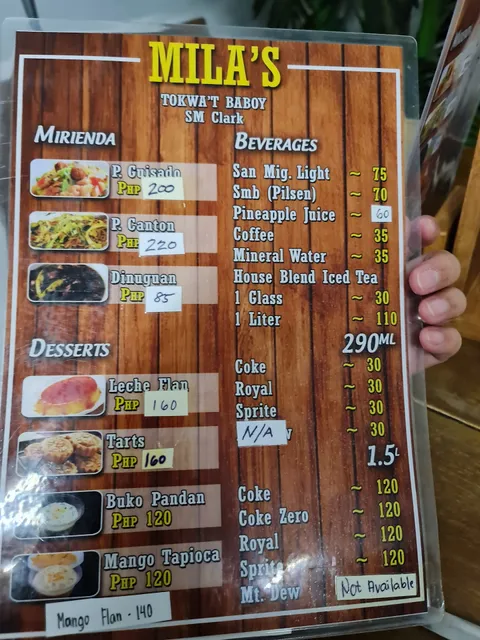 MILA'S
TOKWA'T BABOY
SM Clark
MIRIENDA
P. Guisado
PHP 200
P. Canton
PHP 220
Dinuguan
PHP 85
DESSERTS
Leche Flan
PHP 160
Tarts
PHP 160
Buko Pandan
PHP 120
Mango Tapioca
PHP 120
Mango Flan - 140
BEVERAGES
San Mig. Light ~ 75
Smb (Pilsen) ~ 70
Pineapple Juice ~ 60
Coffee ~ 35
Mineral Water ~ 35
House Blend Iced Tea
1 Glass ~ 30
1 Liter ~ 110
290ML
Coke ~ 30
Royal ~ 30
Sprite ~ 30
N/A ~ 30
1.5L
Coke ~ 120
Coke Zero ~ 120
Royal ~ 120
Sprite ~ 120
Mt. Dew Not Available